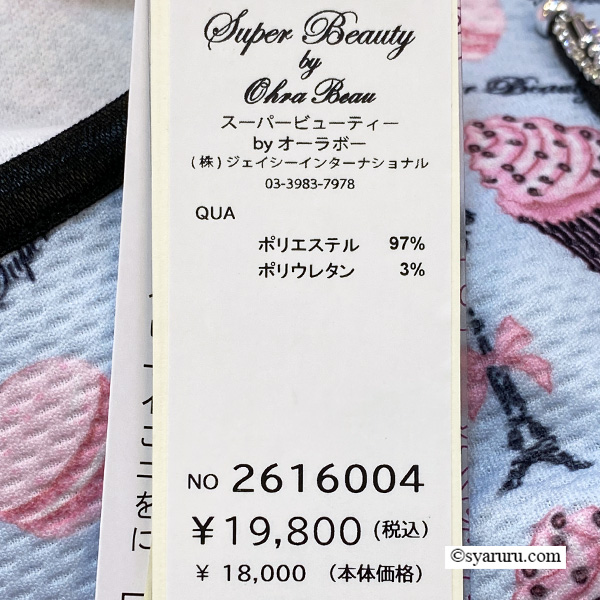 Super Beauty
by
Ohra Beau
スーパービューティー
by オーラボー
(株)ジェイシーインターナショナル
03-3983-7978
QUA
ポリエステル 97%
ポリウレタン 3%
NO 2616004
¥19,800 (税込)
¥ 18,000 (本体価格)
Super Beauty
©syaruru.com